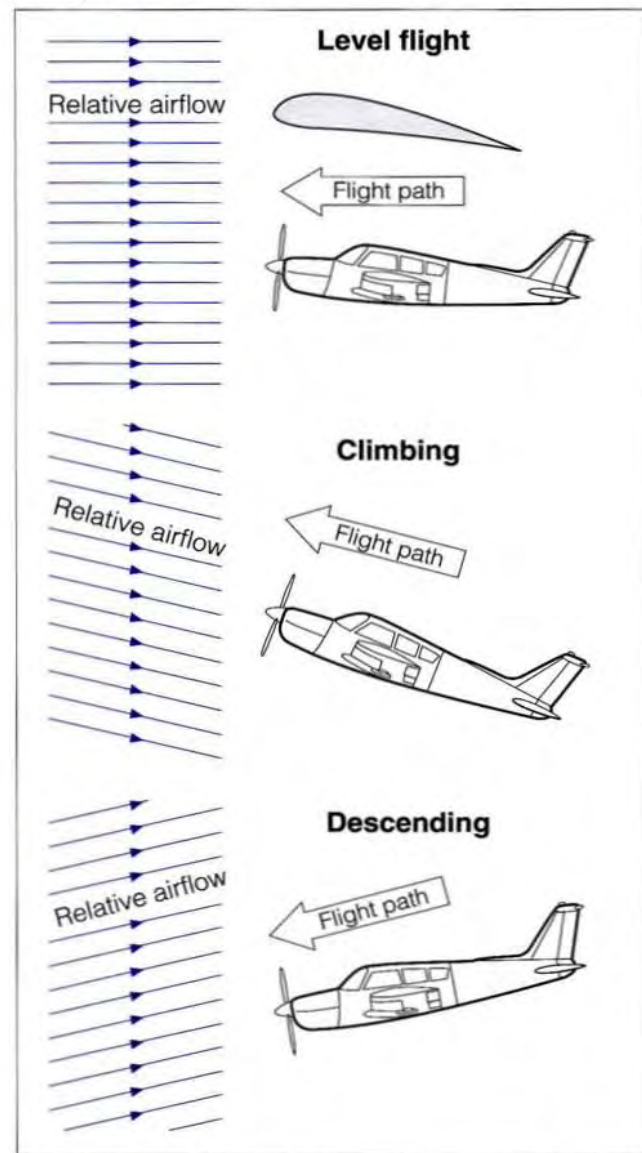 Level flight
Relative airflow
Flight path
Climbing
Relative airflow
Flight path
Descending
Relative airflow
Flight path